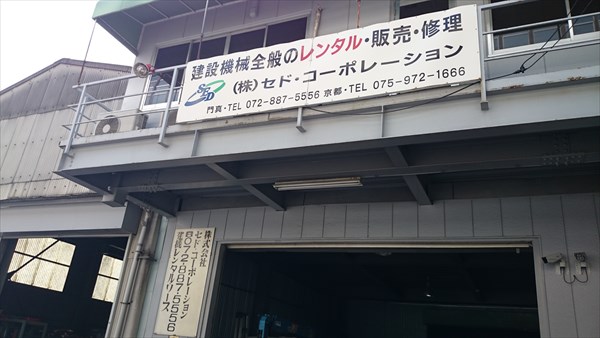 建設機械全般のレンタル・販売・修理
SED
(株)セド・コーポレーション
門真・TEL 072-887-5556 京都・TEL 075-972-1666
株式会社
セド・コーポレーション
☎072-887-5556
建機レンタルリース